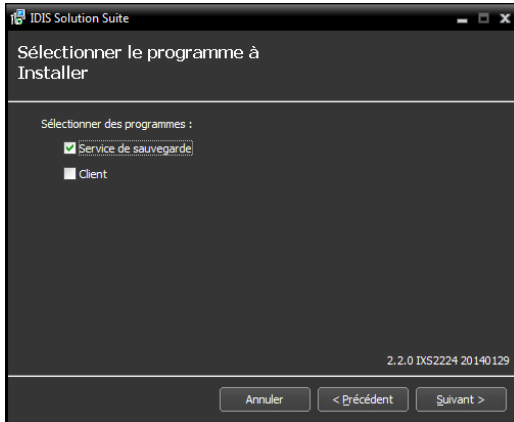 IDIS Solution Suite
Sélectionner le programme à
Installer
Sélectionner des programmes :
Service de sauvegarde
Client
2.2.0 IXS2224 20140129
Annuler
< Précédent
Suivant >